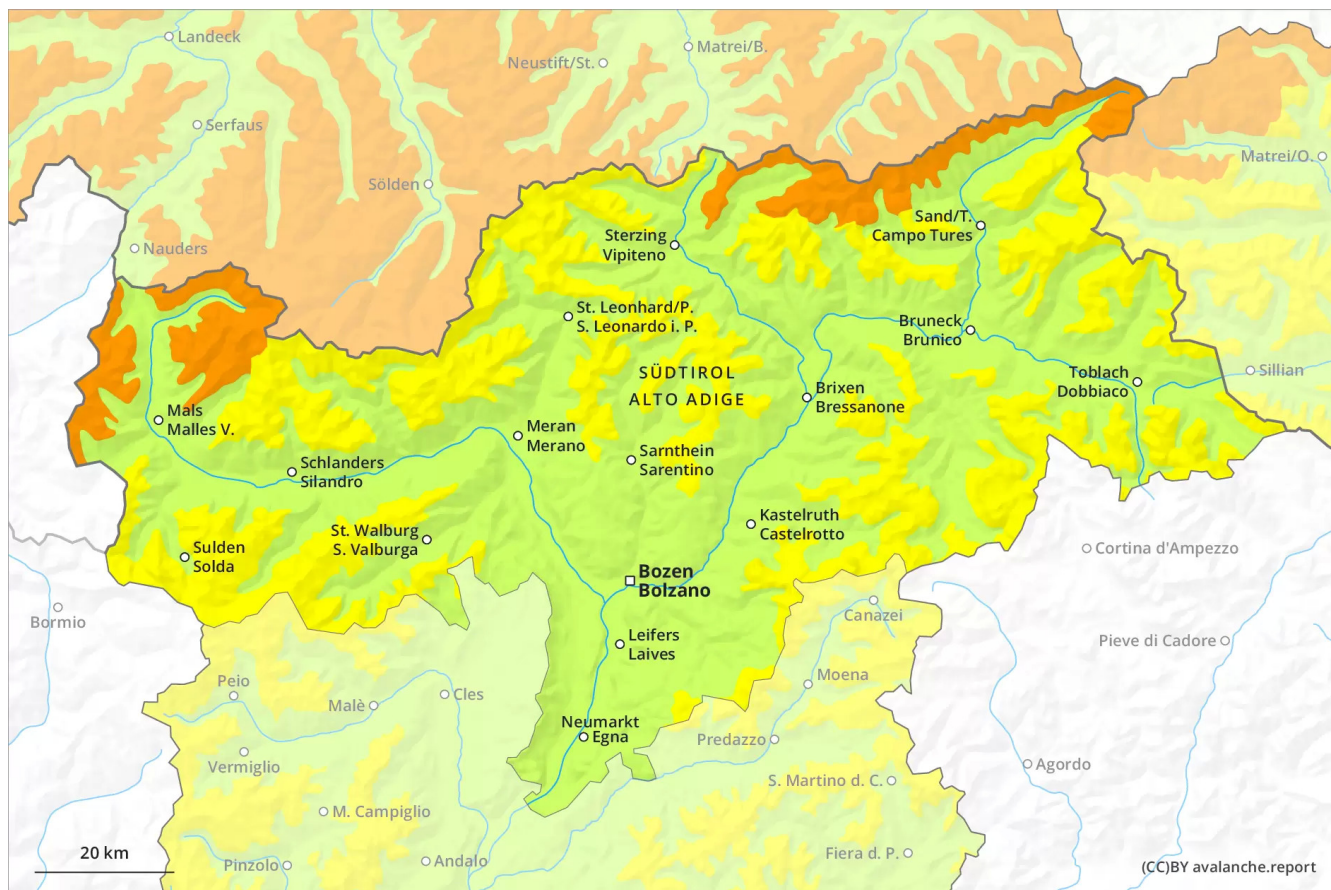 Landeck
Matrei/B.
Neustift/St.
Serfaus
Matrei/O.
Sölden
Nauders
Sterzing
Vipiteno
Sand/T.
Campo Tures
St. Leonhard/P.
S. Leonardo i. P.
Bruneck
Brunico
SÜDTIROL
ALTO ADIGE
Toblach
Dobbiaco
Sillian
Brixen
Bressanone
Mals
Malles V.
Meran
Merano
Sarnthein
Sarentino
Schlanders
Silandro
Kastelruth
Castelrotto
St. Walburg
S. Valburga
Sulden
Solda
Cortina d'Ampezzo
Bozen
Bolzano
Bormio
Canazei
Leifers
Laives
Pieve di Cadore
Peio
Moena
Malè
Cles
Neumarkt
Egna
Predazzo
Vermiglio
Agordo
S. Martino d. C.
M. Campiglio
20 km
Pinzolo
Andalo
Fiera d. P.
(CC)BY avalanche.report